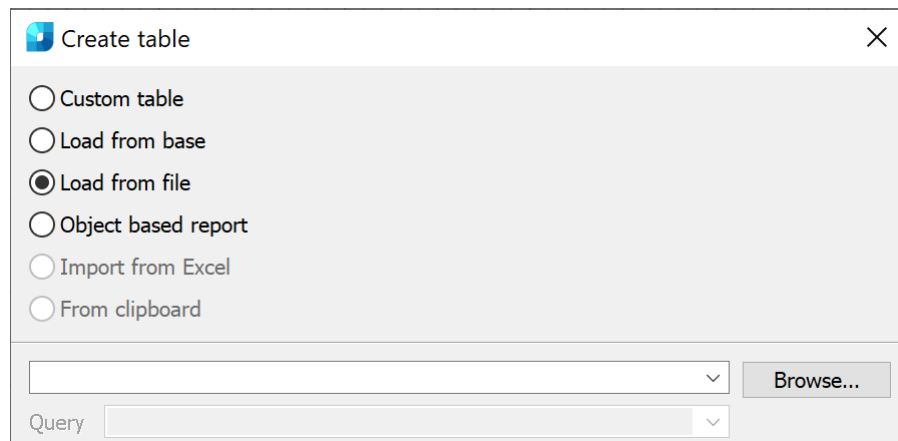 Create table
Custom table
Load from base
Load from file
Object based report
Import from Excel
From clipboard
Browse...
Query